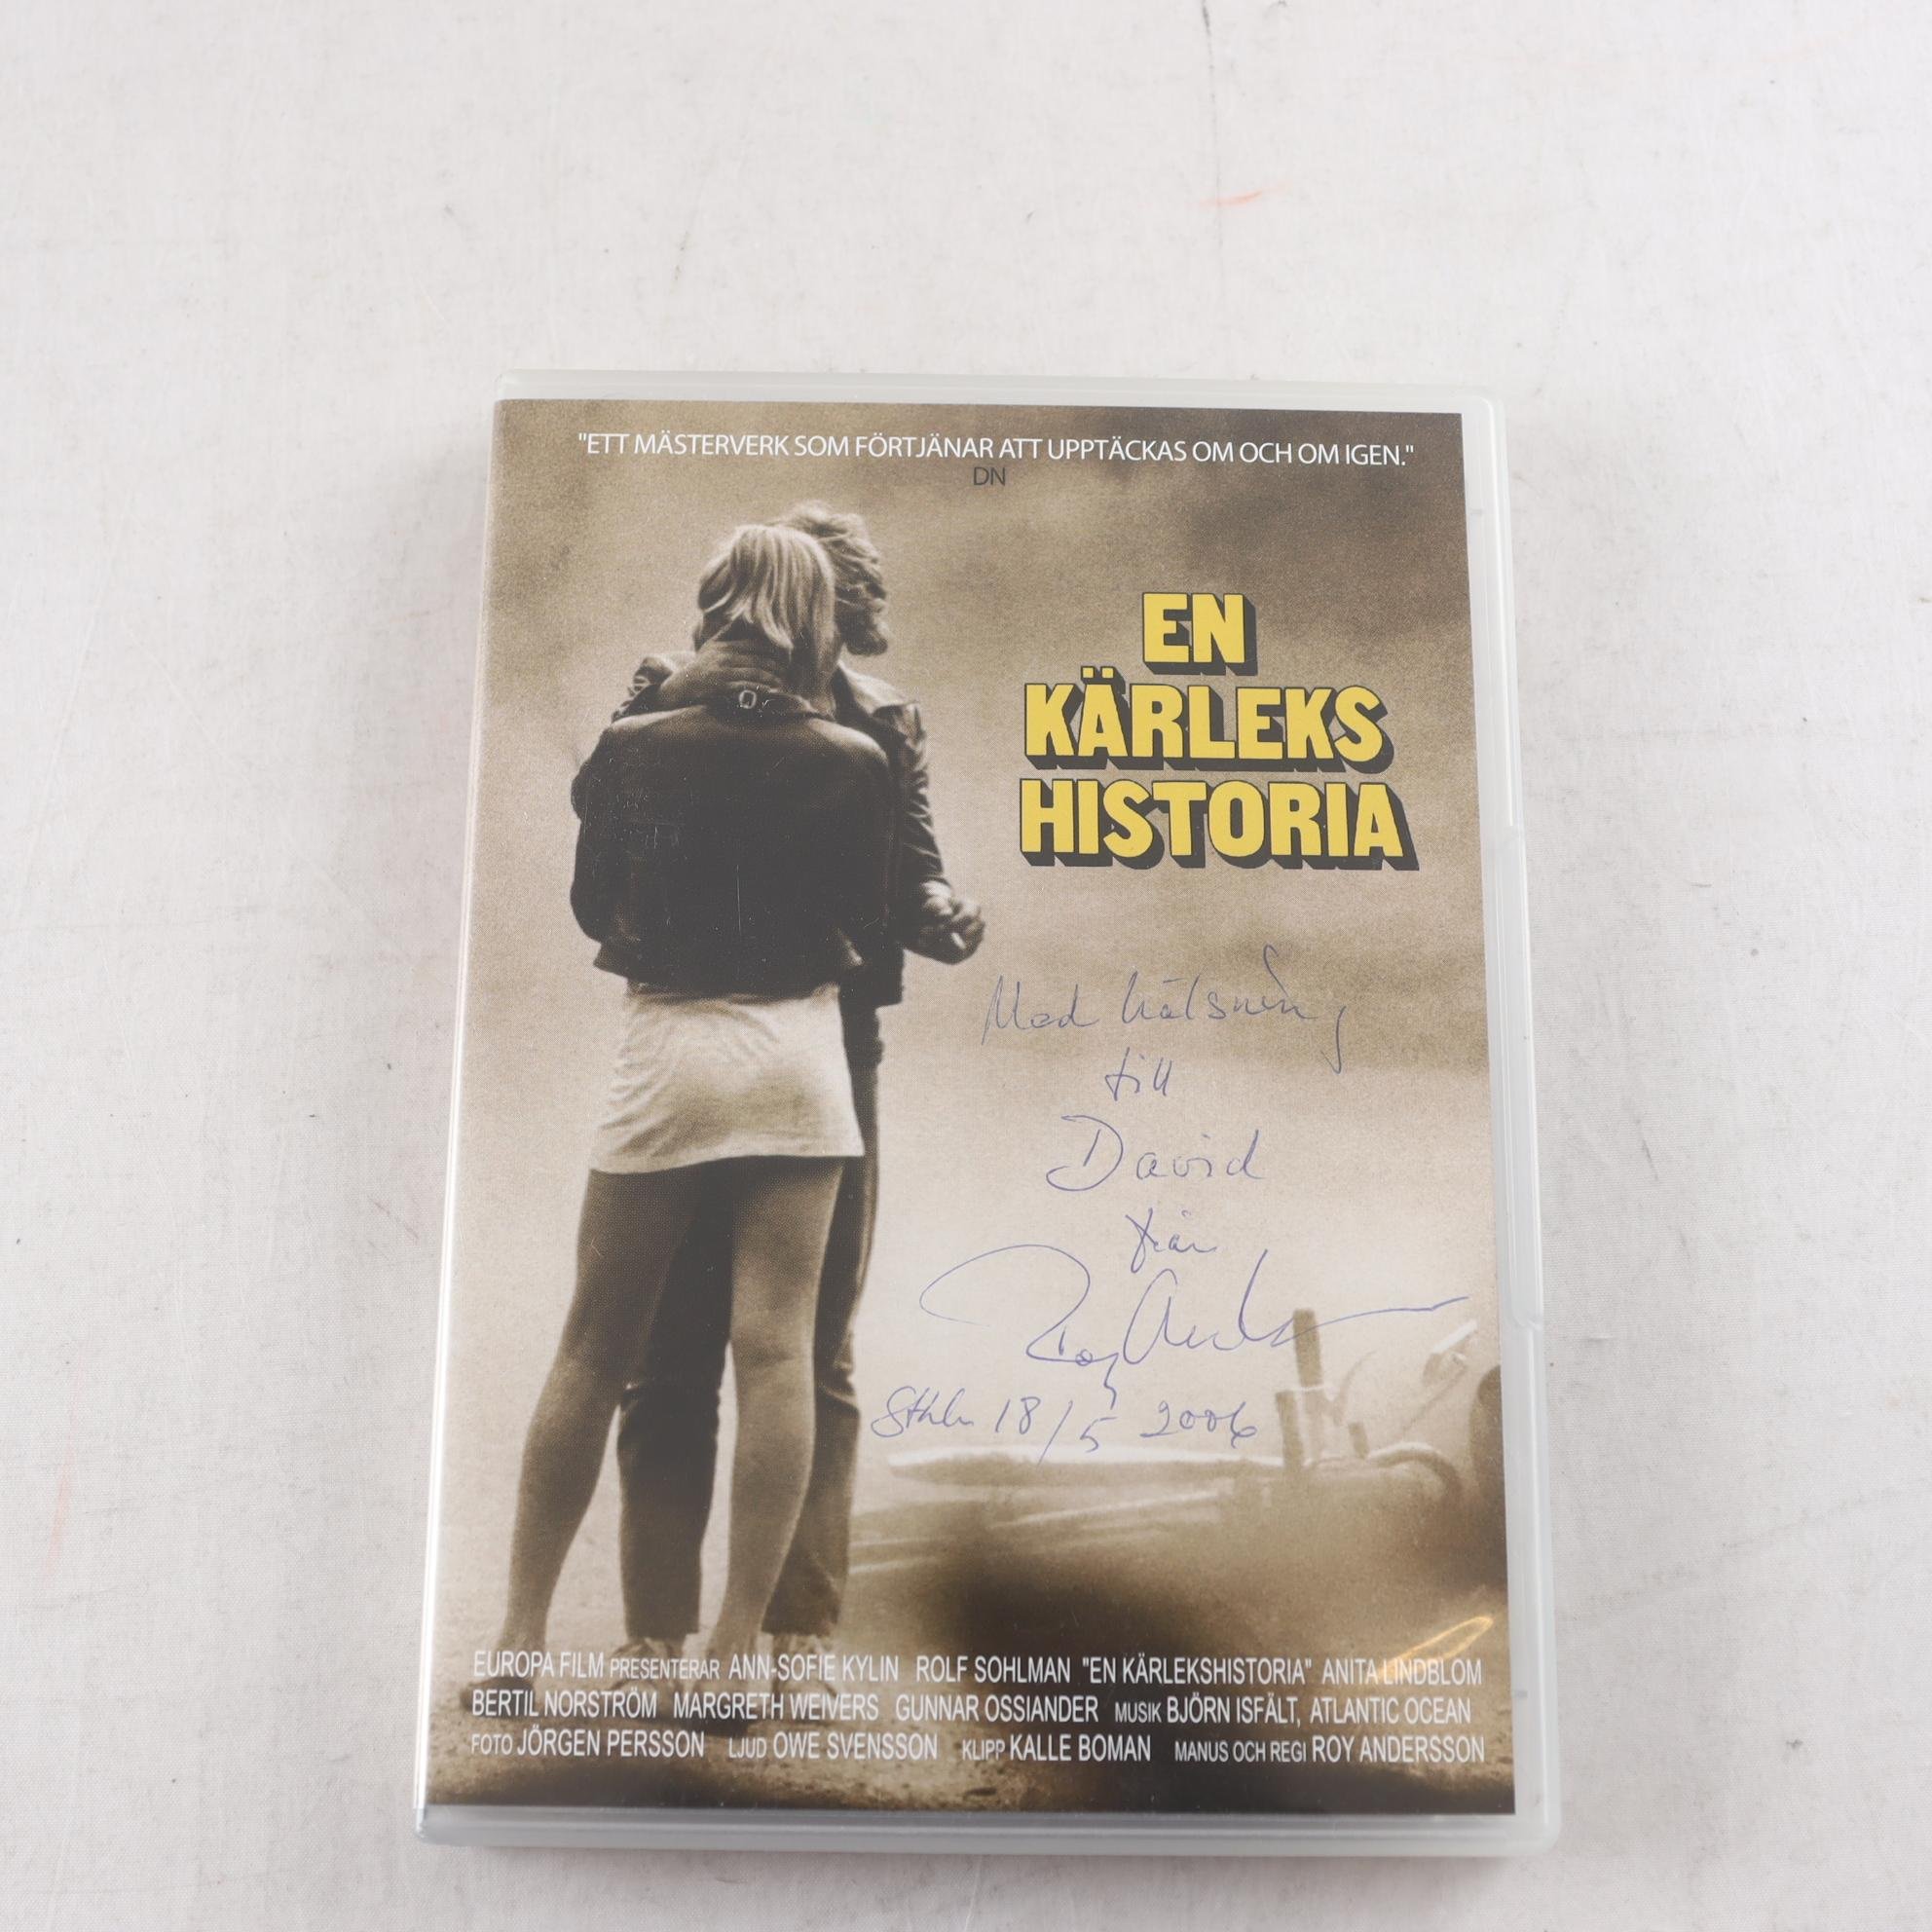 "ETT MÄSTERVERK SOM FÖRTJÄNAR ATT UPPTÄCKAS OM OCH OM IGEN."
DN
EN
KÄRLEKS
HISTORIA
Med hälsning
till
David
från
Roy Andersson
Sthlm 18/5 2006
EUROPA FILM PRESENTERAR ANN-SOFIE KYLIN ROLF SOHLMAN "EN KÄRLEKSHISTORIA" ANITA LINDBLOM
BERTIL NORSTRÖM MARGRETH WEIVERS GUNNAR OSSIANDER MUSIK BJÖRN ISFÄLT, ATLANTIC OCEAN
FOTO JÖRGEN PERSSON LJUD OWE SVENSSON KLIPP KALLE BOMAN MANUS OCH REGI ROY ANDERSSON